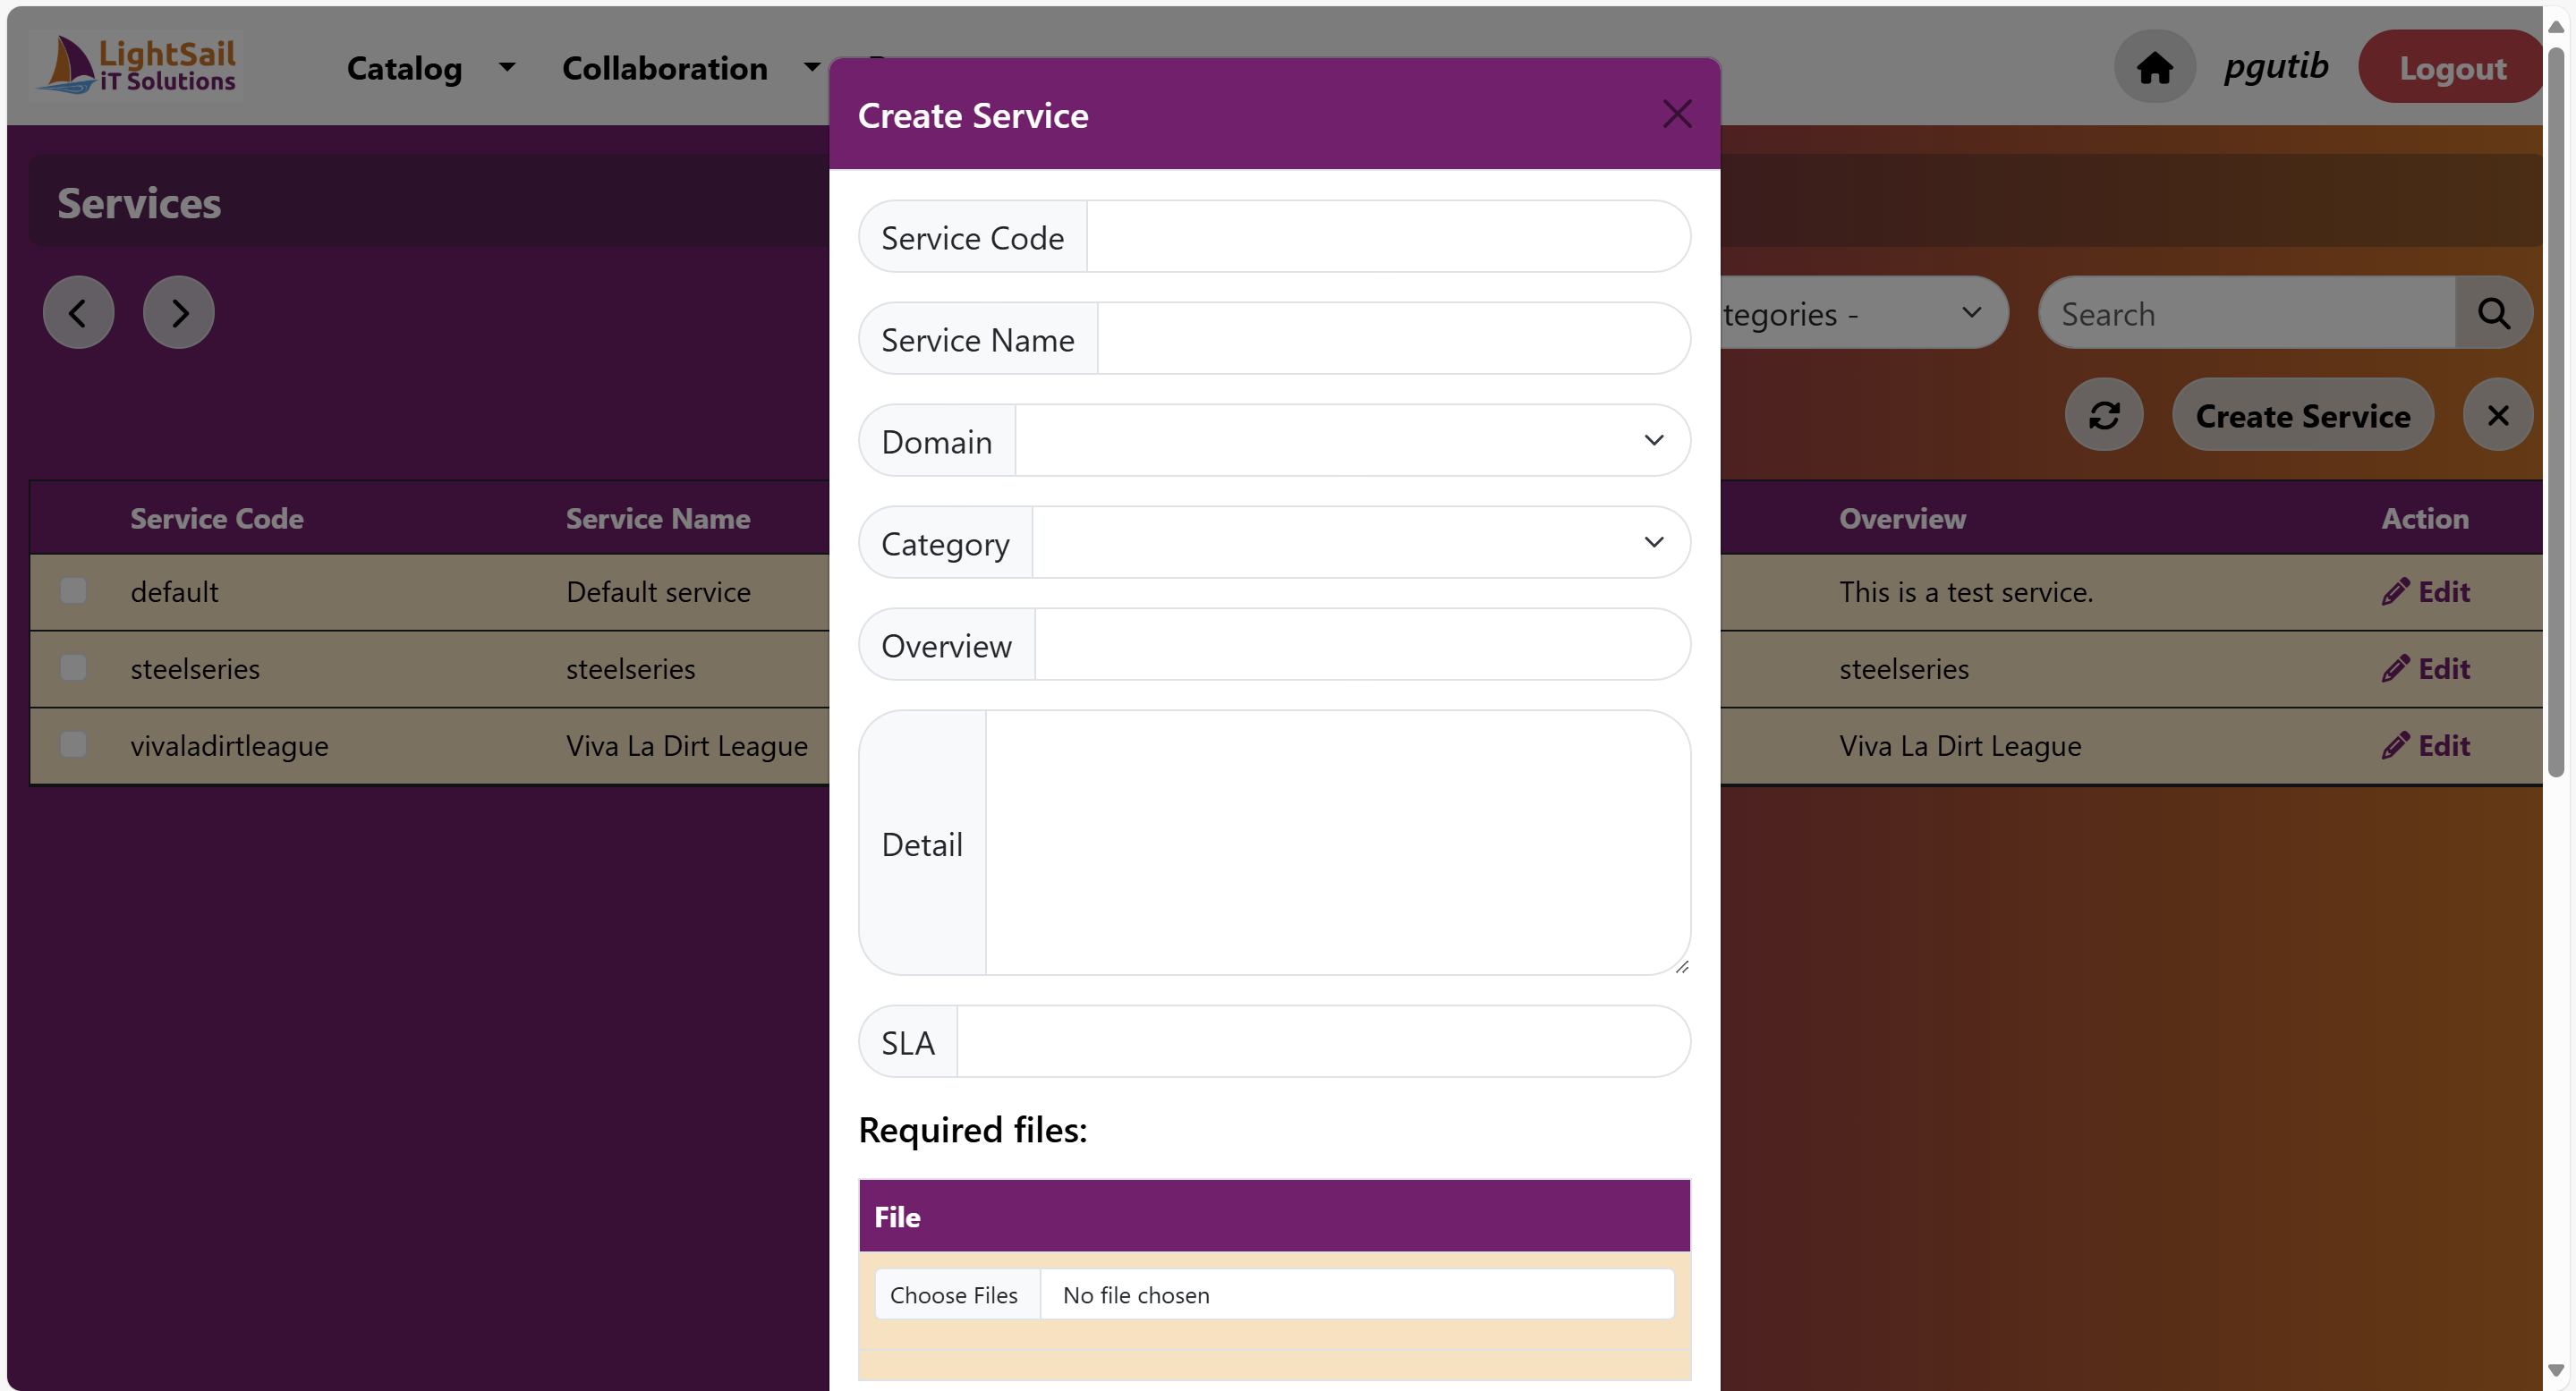 LightSail
iT Solutions
Catalog
Collaboration
pgutib
Logout
Create Service
Services
Service Code
Service Name
Domain
Category
Overview
Detail
SLA
Required files:
File
Choose Files No file chosen
tegories -
Search
Create Service
Service Code Service Name Overview Action
default Default service This is a test service. Edit
steelseries steelseries steelseries Edit
vivaladirtleague Viva La Dirt League Viva La Dirt League Edit